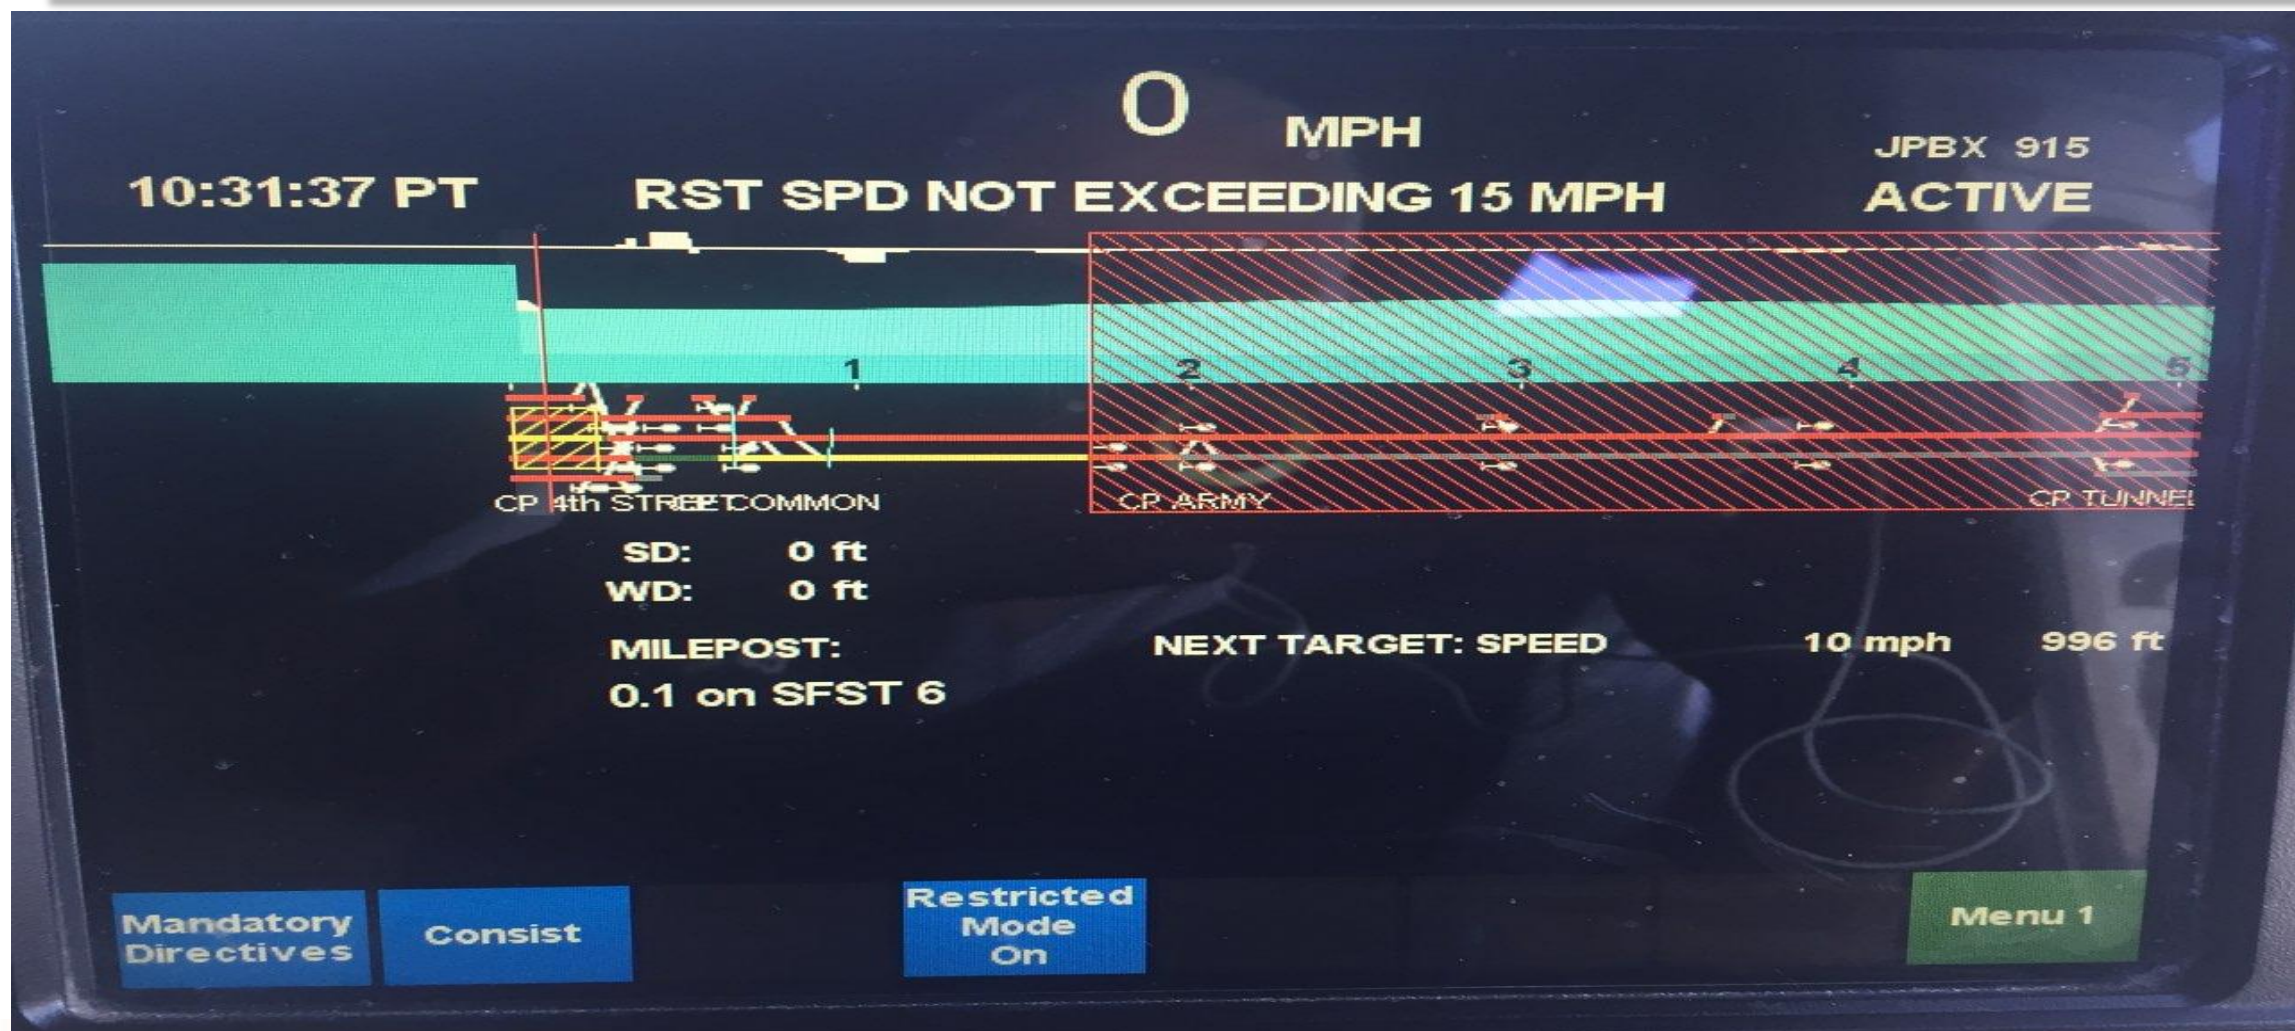 0 MPH
JPBX 915
10:31:37 PT RST SPD NOT EXCEEDING 15 MPH ACTIVE
1 2 3 4 5
CP 4th STREET COMMON CP ARMY CP TUNNEL
SD: 0 ft
WD: 0 ft
MILEPOST: NEXT TARGET: SPEED 10 mph 996 ft
0.1 on SFST 6
Mandatory
Directives
Consist
Restricted
Mode
On
Menu 1